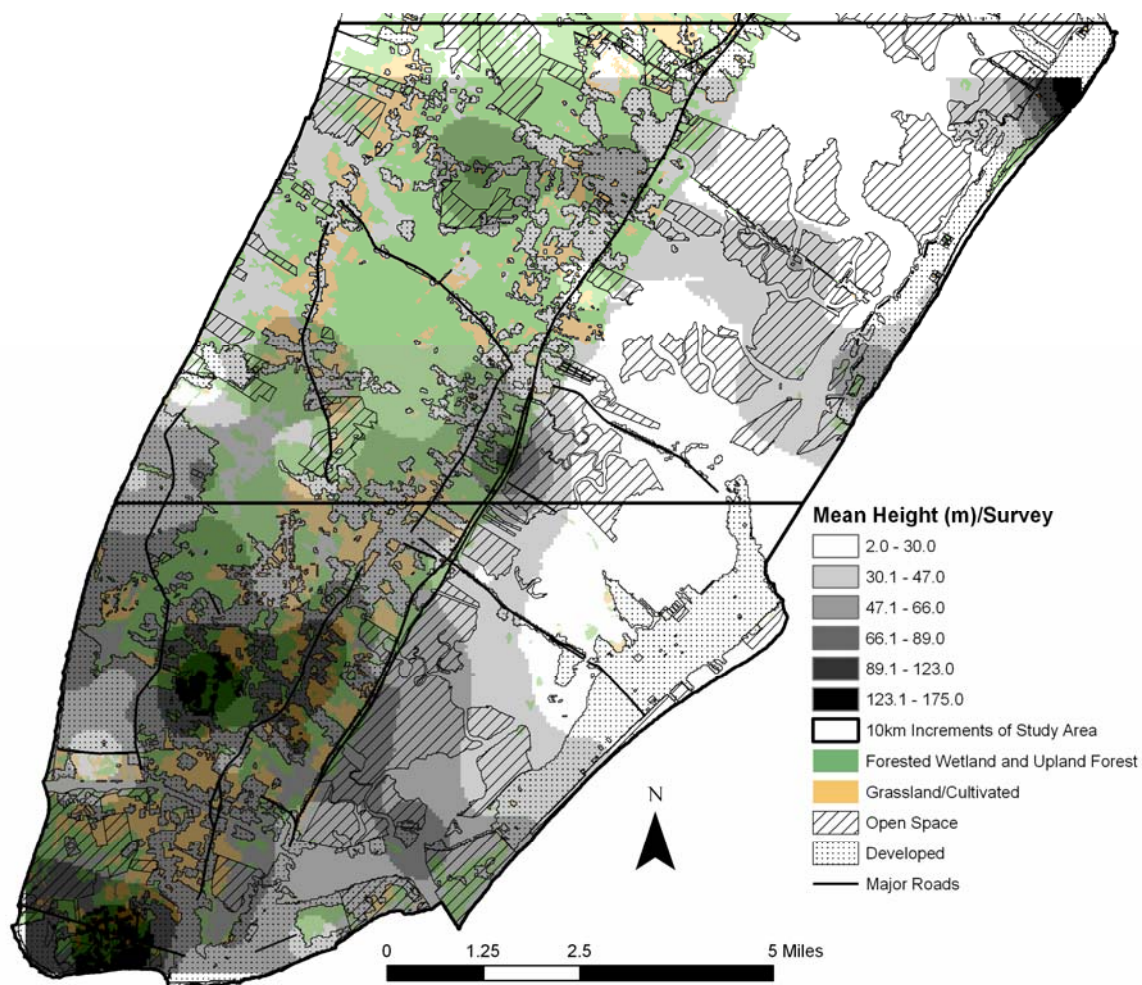 Mean Height (m)/Survey
2.0 - 30.0
30.1 - 47.0
47.1 - 66.0
66.1 - 89.0
89.1 - 123.0
123.1 - 175.0
10km Increments of Study Area
Forested Wetland and Upland Forest
Grassland/Cultivated
Open Space
Developed
Major Roads
N
0 1.25 2.5 5 Miles